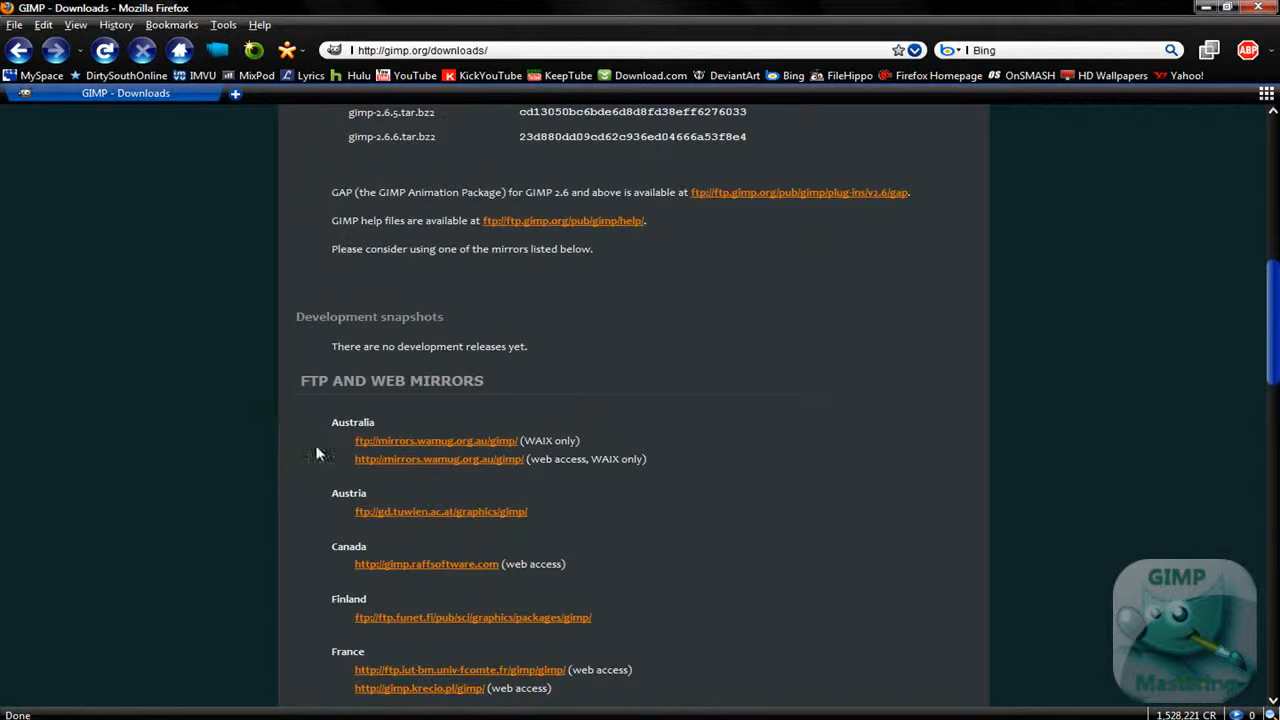 GIMP - Downloads - Mozilla Firefox
File Edit View History Bookmarks Tools Help
http://gimp.org/downloads/ Bing ABP
MySpace DirtySouthOnline IMVU MixPod Lyrics Hulu YouTube KickYouTube KeepTube Download.com DeviantArt Bing FileHippo Firefox Homepage OnSMASH HD Wallpapers Yahoo!
GIMP - Downloads
gimp-2.6.5.tar.bz2 cd13050bc6bde6d8d8fd38eff6276033
gimp-2.6.6.tar.bz2 23d880dd09cd62c936ed04666a53f8e4
GAP (the GIMP Animation Package) for GIMP 2.6 and above is available at ftp://ftp.gimp.org/pub/gimp/plug-ins/v2.6/gap.
GIMP help files are available at ftp://ftp.gimp.org/pub/gimp/help/.
Please consider using one of the mirrors listed below.
Development snapshots
There are no development releases yet.
FTP AND WEB MIRRORS
Australia
ftp://mirrors.wamug.org.au/gimp/ (WAIX only)
http://mirrors.wamug.org.au/gimp/ (web access, WAIX only)
Austria
ftp://gd.tuwien.ac.at/graphics/gimp/
Canada
http://gimp.raffsoftware.com (web access)
Finland
ftp://ftp.funet.fi/pub/sci/graphics/packages/gimp/
France
http://ftp.iut-bm.univ-fcomte.fr/gimp/gimp/ (web access)
http://gimp.krecio.pl/gimp/ (web access)
GIMP
Mastering
Done 1,528,221 CR 0